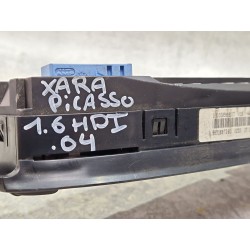 XARA
PiCASSO
1.6 HDI
.04